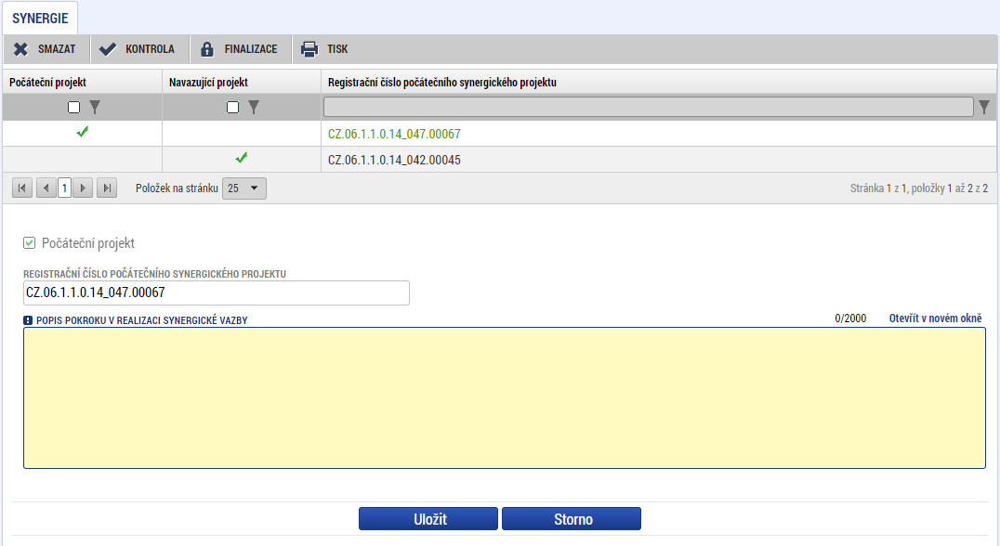 SYNERGIE
SMAZAT KONTROLA FINALIZACE TISK
Počáteční projekt Navazující projekt Registrační číslo počátečního synergického projektu
CZ.06.1.1.0.14_047.00067
CZ.06.1.1.0.14_042.00045
1 Položek na stránku 25 Stránka 1 z 1, položky 1 až 2 z 2
Počáteční projekt
REGISTRAČNÍ ČÍSLO POČÁTEČNÍHO SYNERGICKÉHO PROJEKTU
CZ.06.1.1.0.14_047.00067
POPIS POKROKU V REALIZACI SYNERGICKÉ VAZBY 0/2000 Otevřít v novém okně
Uložit Storno